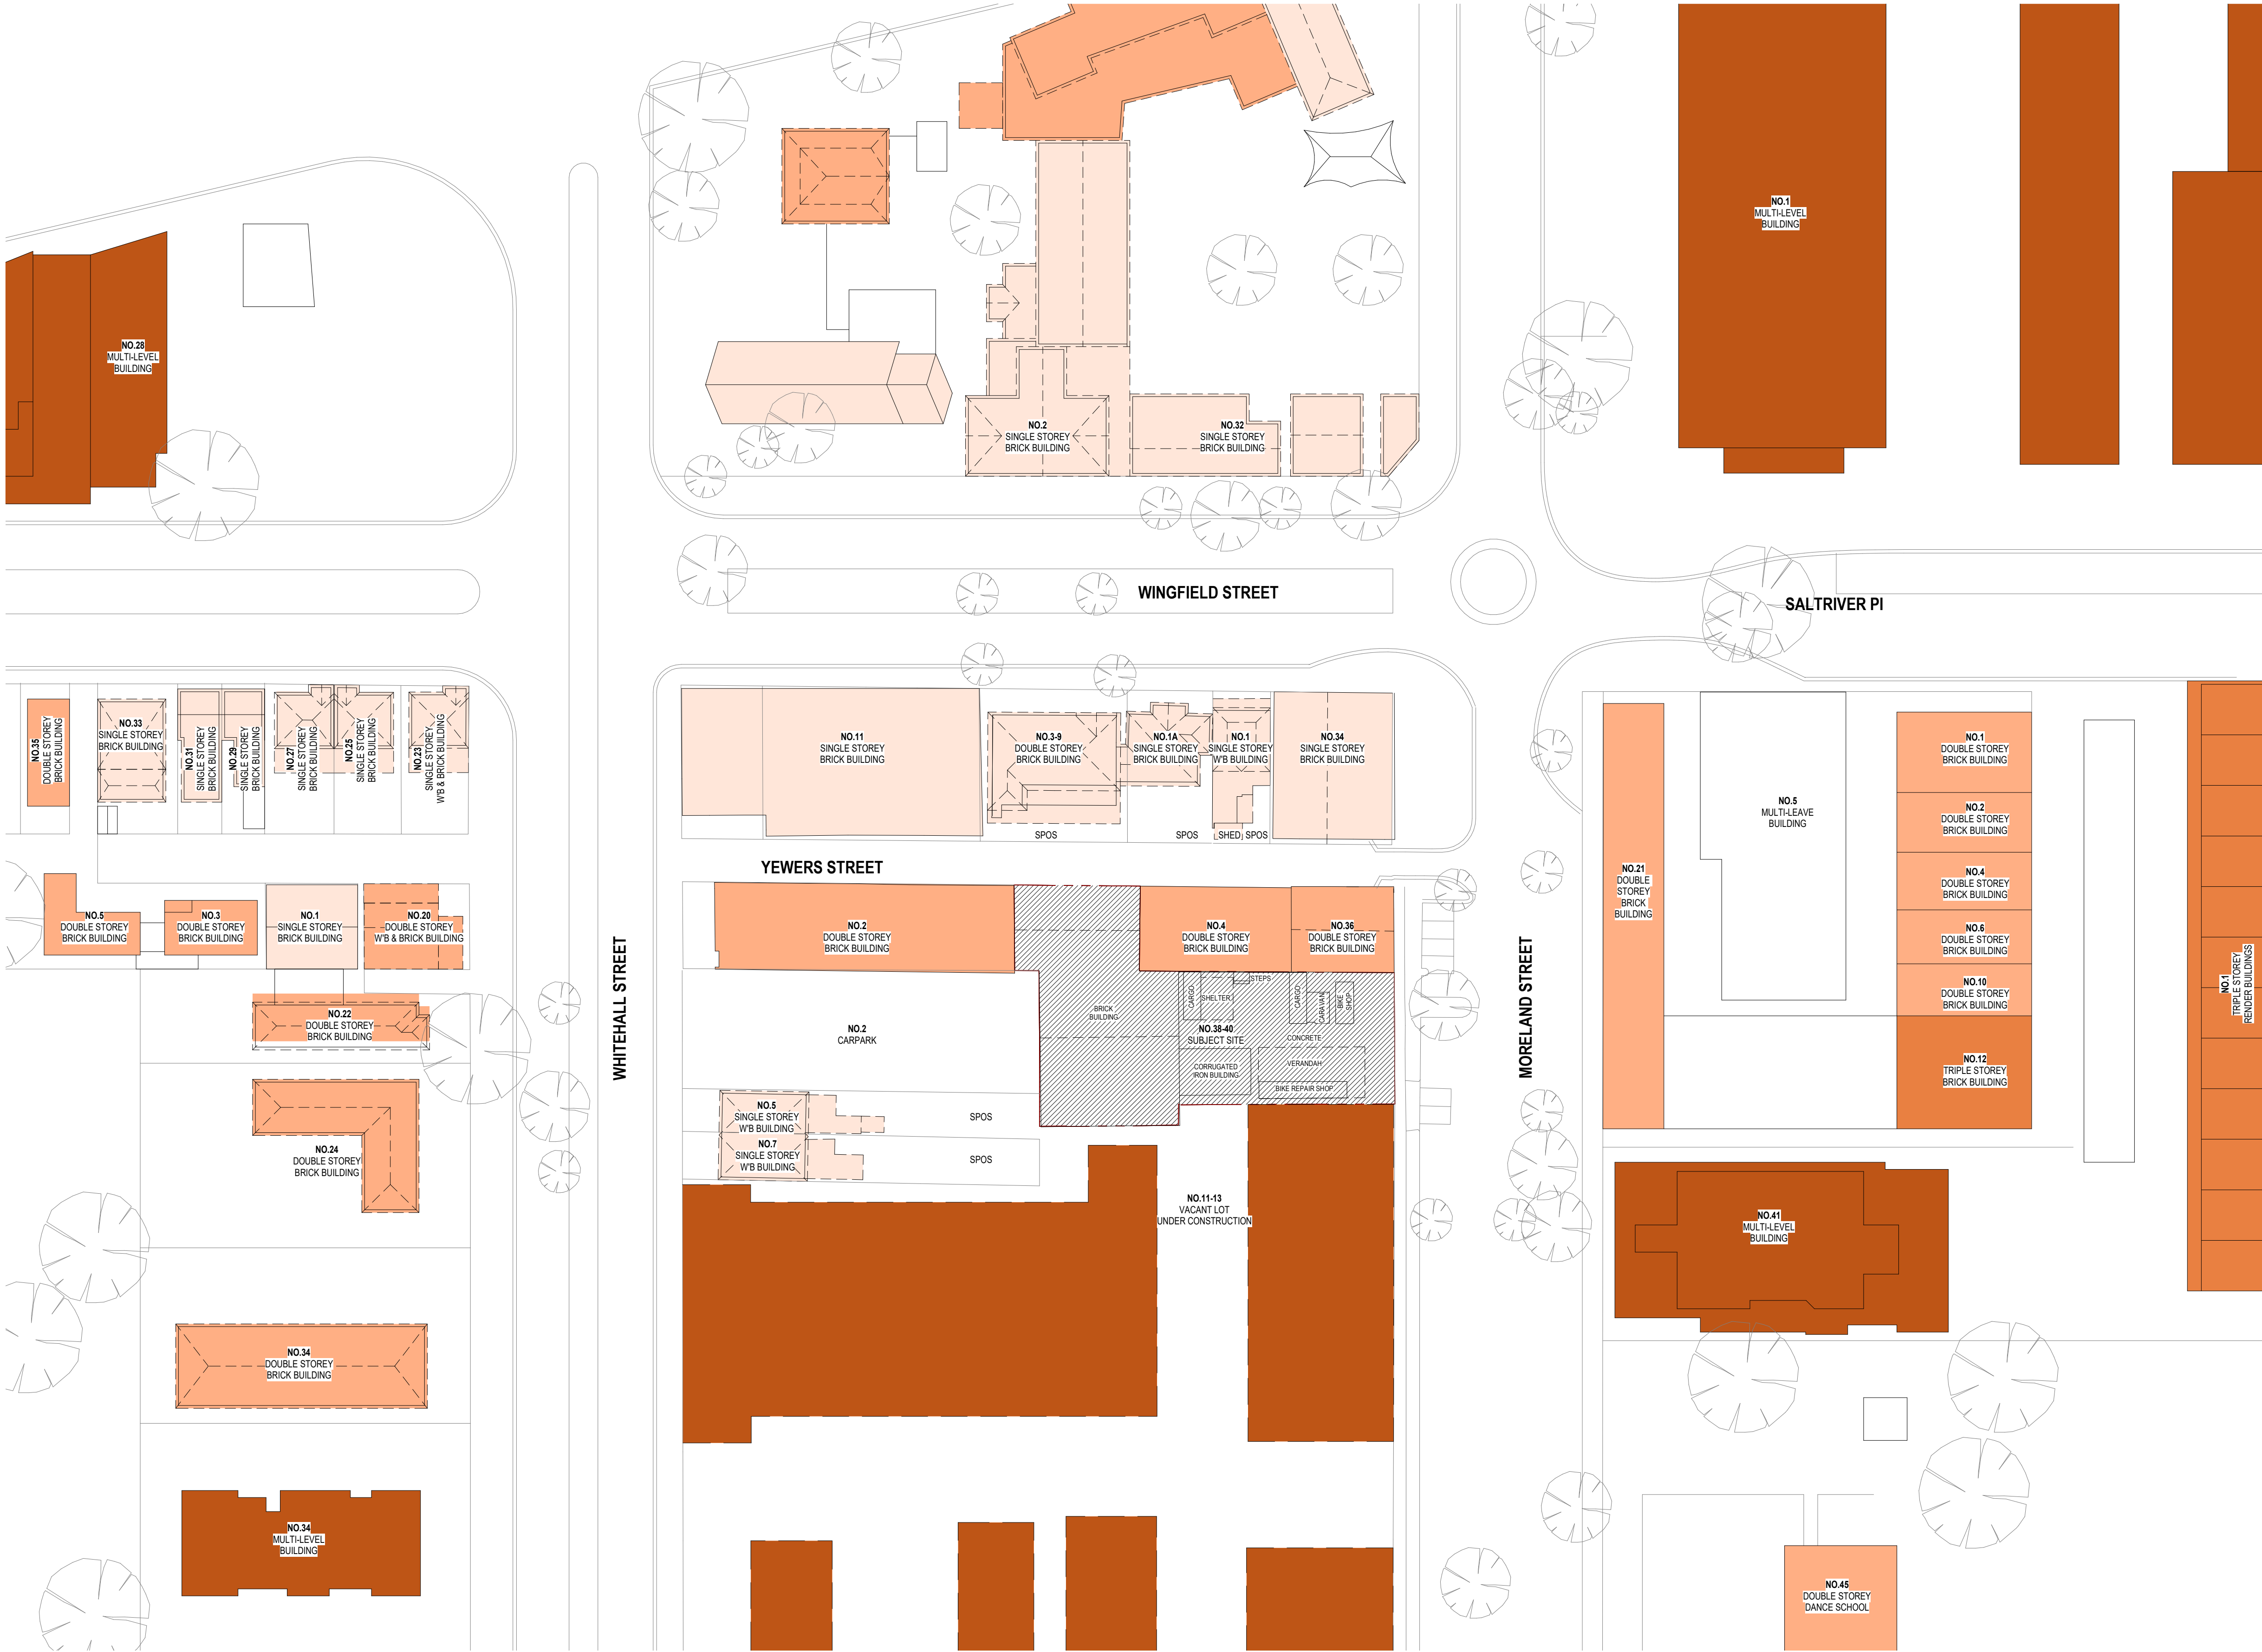 NO.1
MULTI-LEVEL
BUILDING
NO.28
MULTI-LEVEL
BUILDING
NO.2
SINGLE STOREY
BRICK BUILDING
NO.32
SINGLE STOREY
BRICK BUILDING
WINGFIELD STREET
SALTRIVER Pl
NO.35
DOUBLE STOREY
BRICK BUILDING
NO.33
SINGLE STOREY
BRICK BUILDING
NO.31
SINGLE STOREY
BRICK BUILDING
NO.29
SINGLE STOREY
BRICK BUILDING
NO.27
SINGLE STOREY
BRICK BUILDING
NO.25
SINGLE STOREY
BRICK BUILDING
NO.23
SINGLE STOREY
W'B & BRICK BUILDING
NO.11
SINGLE STOREY
BRICK BUILDING
NO.3-9
DOUBLE STOREY
BRICK BUILDING
NO.1A
SINGLE STOREY
BRICK BUILDING
NO.1
SINGLE STOREY
W'B BUILDING
NO.34
SINGLE STOREY
BRICK BUILDING
SPOS
SPOS
SHED
SPOS
NO.5
MULTI-LEAVE
BUILDING
NO.1
DOUBLE STOREY
BRICK BUILDING
NO.2
DOUBLE STOREY
BRICK BUILDING
NO.4
DOUBLE STOREY
BRICK BUILDING
NO.6
DOUBLE STOREY
BRICK BUILDING
NO.10
DOUBLE STOREY
BRICK BUILDING
NO.12
TRIPLE STOREY
BRICK BUILDING
NO.21
DOUBLE
STOREY
BRICK
BUILDING
NO.1
TRIPLE STOREY
RENDER BUILDINGS
YEWERS STREET
NO.5
DOUBLE STOREY
BRICK BUILDING
NO.3
DOUBLE STOREY
BRICK BUILDING
NO.1
SINGLE STOREY
BRICK BUILDING
NO.20
DOUBLE STOREY
W'B & BRICK BUILDING
WHITEHALL STREET
NO.2
DOUBLE STOREY
BRICK BUILDING
NO.4
DOUBLE STOREY
BRICK BUILDING
NO.36
DOUBLE STOREY
BRICK BUILDING
MORELAND STREET
NO.22
DOUBLE STOREY
BRICK BUILDING
NO.2
CARPARK
BRICK
BUILDING
CARGO
SHELTER
STEPS
CARGO
CARAVAN
BIKE
SHOP
NO.38-40
SUBJECT SITE
CONCRETE
CORRUGATED
IRON BUILDING
VERANDAH
BIKE REPAIR SHOP
NO.5
SINGLE STOREY
W'B BUILDING
SPOS
NO.7
SINGLE STOREY
W'B BUILDING
SPOS
NO.24
DOUBLE STOREY
BRICK BUILDING
NO.11-13
VACANT LOT
UNDER CONSTRUCTION
NO.41
MULTI-LEVEL
BUILDING
NO.34
DOUBLE STOREY
BRICK BUILDING
NO.34
MULTI-LEVEL
BUILDING
NO.45
DOUBLE STOREY
DANCE SCHOOL